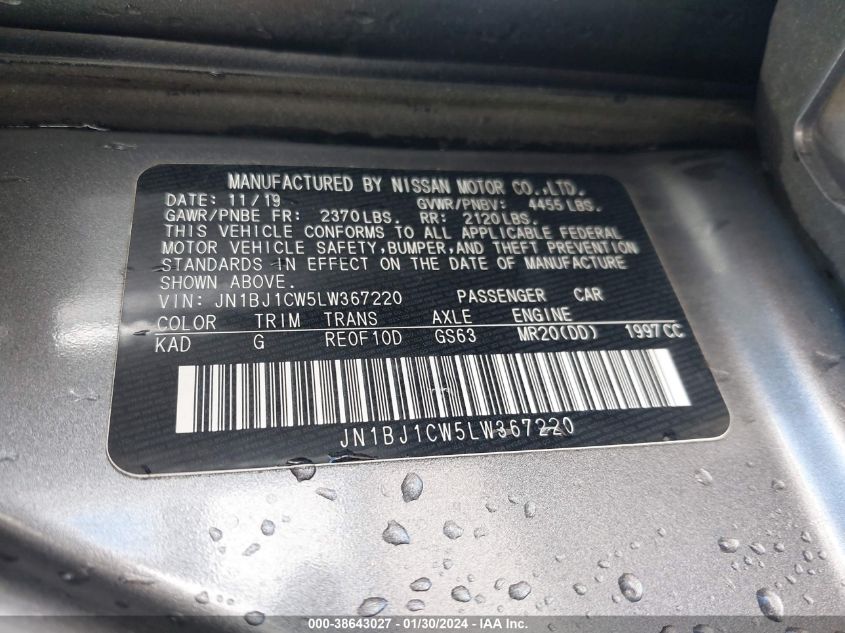 MANUFACTURED BY NISSAN MOTOR CO.,LTD.
DATE: 11/19 GVWR/PNBV: 4455 LBS.
GAWR/PNBE FR: 2370 LBS. RR: 2120 LBS.
THIS VEHICLE CONFORMS TO ALL APPLICABLE FEDERAL
MOTOR VEHICLE SAFETY,BUMPER,AND THEFT PREVENTION
STANDARDS IN EFFECT ON THE DATE OF MANUFACTURE
SHOWN ABOVE.
VIN: JN1BJ1CW5LW367220 PASSENGER CAR
COLOR TRIM TRANS AXLE ENGINE
KAD G RE0F10D GS63 MR20(DD) 1997CC
JN1BJ1CW5LW367220
000-38643027 - 01/30/2024 - IAA Inc.